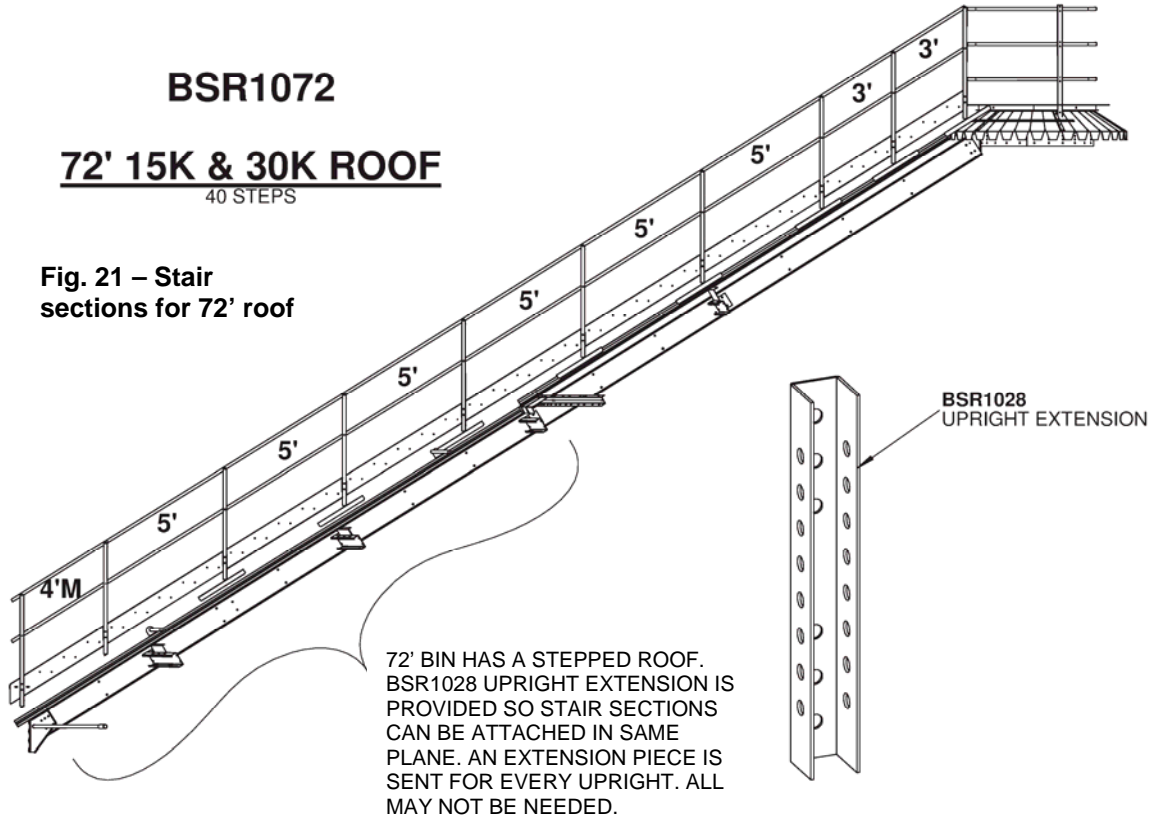 BSR1072
72' 15K & 30K ROOF
40 STEPS
Fig. 21 – Stair
sections for 72’ roof
3'
3'
5'
5'
5'
5'
5'
5'
4'M
BSR1028
UPRIGHT EXTENSION
72’ BIN HAS A STEPPED ROOF.
BSR1028 UPRIGHT EXTENSION IS
PROVIDED SO STAIR SECTIONS
CAN BE ATTACHED IN SAME
PLANE. AN EXTENSION PIECE IS
SENT FOR EVERY UPRIGHT. ALL
MAY NOT BE NEEDED.